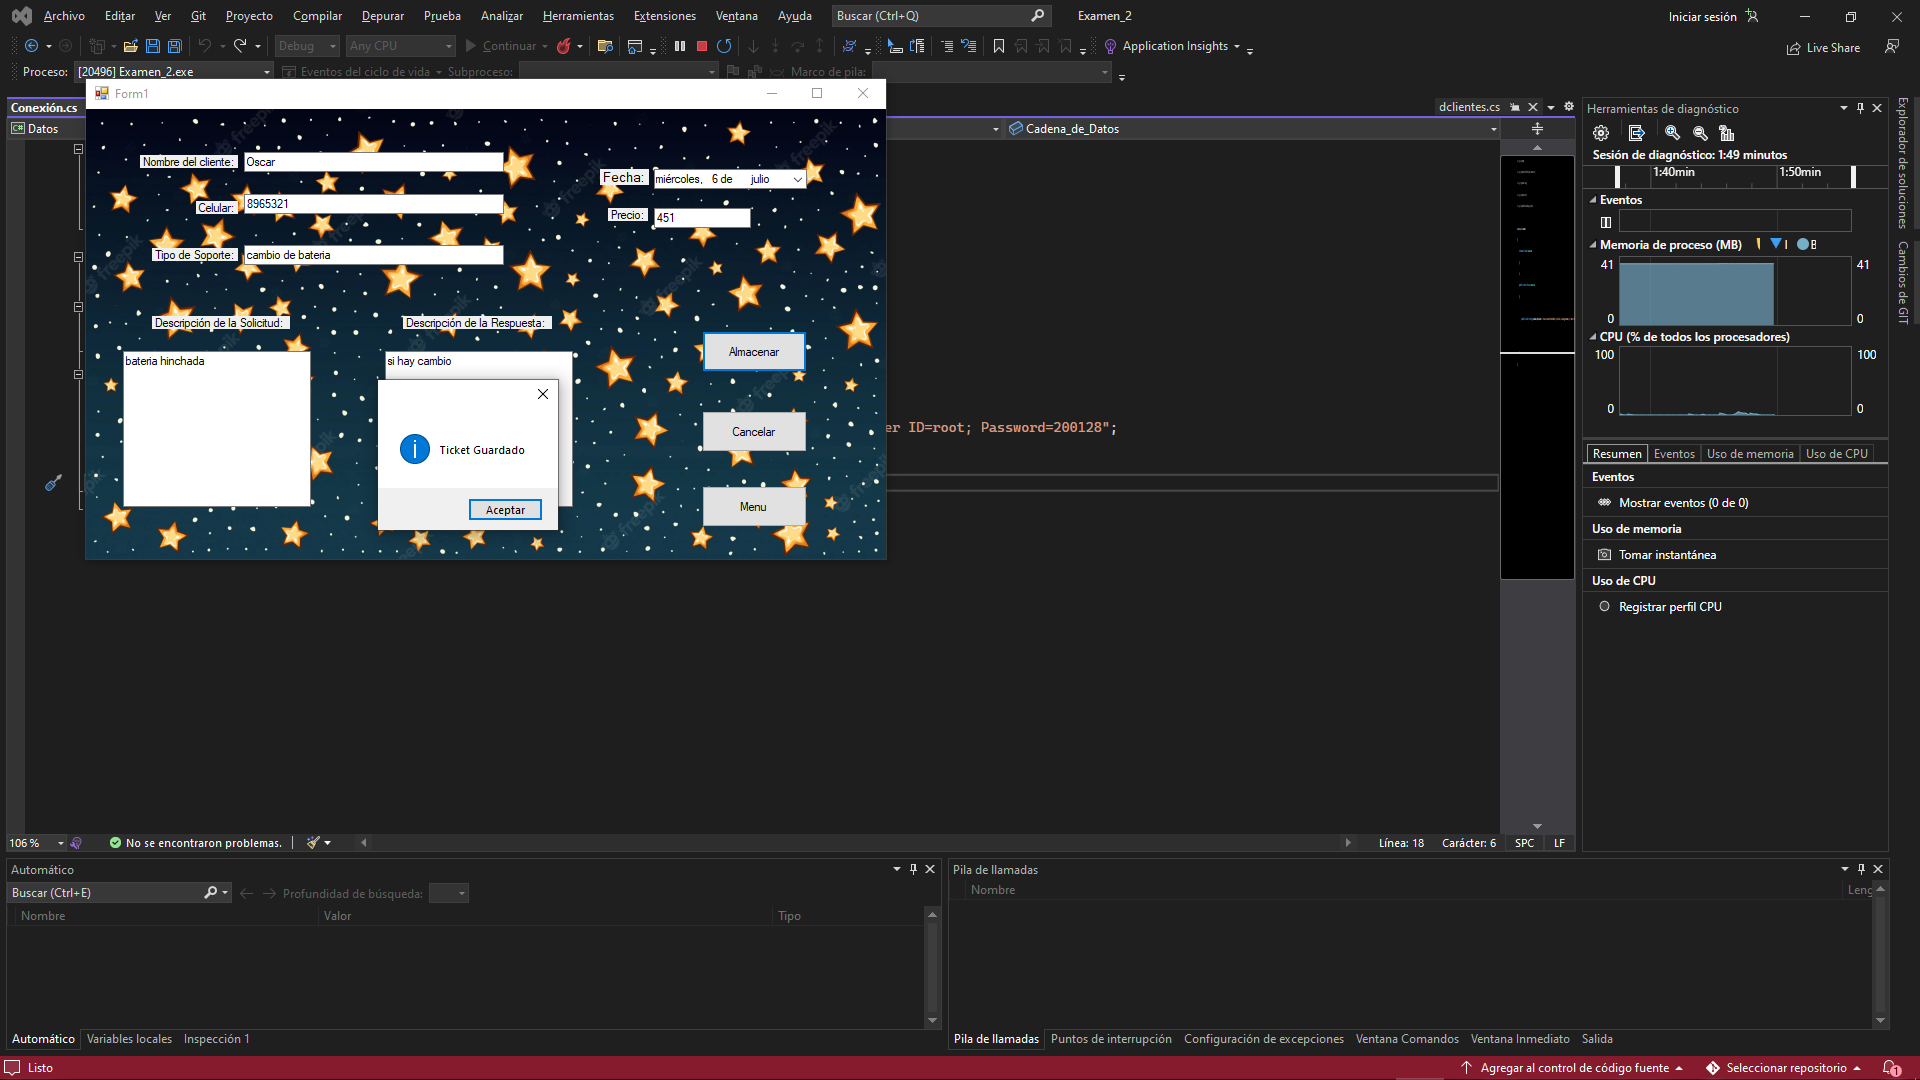 Archivo Editar Ver Git Proyecto Compilar Depurar Prueba Analizar Herramientas Extensiones Ventana Ayuda Buscar (Ctrl+Q) Examen_2 Iniciar sesión
Debug Any CPU Continuar Application Insights Live Share
Proceso: [20496] Examen_2.exe Eventos del ciclo de vida Subproceso: Marco de pila:
Form1
Conexión.cs
dclientes.cs
C# Datos
Cadena_de_Datos
Nombre del cliente: Oscar
Fecha: miércoles, 6 de julio
Celular: 8965321
Precio: 451
Tipo de Soporte: cambio de bateria
Descripción de la Solicitud: Descripción de la Respuesta:
bateria hinchada
si hay cambio
Almacenar
Cancelar
Menu
Ticket Guardado
Aceptar
freepik
er ID=root; Password=200128";
Herramientas de diagnóstico
Sesión de diagnóstico: 1:49 minutos
1:40min 1:50min
Eventos
Memoria de proceso (MB)
41 41
0 0
CPU (% de todos los procesadores)
100 100
0 0
Resumen Eventos Uso de memoria Uso de CPU
Eventos
Mostrar eventos (0 de 0)
Uso de memoria
Tomar instantánea
Uso de CPU
Registrar perfil CPU
Explorador de soluciones
Cambios de GIT
106 % No se encontraron problemas. Línea: 18 Carácter: 6 SPC LF
Automático
Buscar (Ctrl+E) Profundidad de búsqueda:
Nombre Valor Tipo
Automático Variables locales Inspección 1
Pila de llamadas
Nombre Leng
Pila de llamadas Puntos de interrupción Configuración de excepciones Ventana Comandos Ventana Inmediato Salida
Listo Agregar al control de código fuente Seleccionar repositorio 1